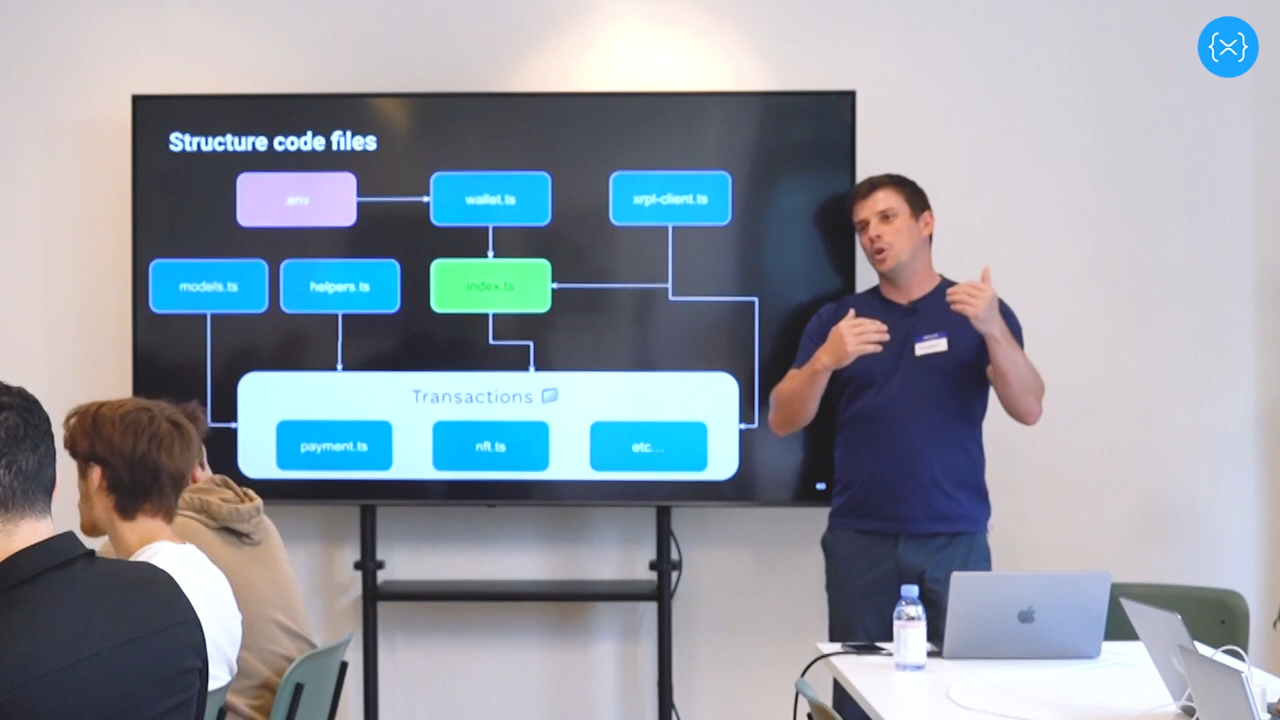 Structure code files
.env
wallet.ts
xrpl-client.ts
models.ts
helpers.ts
index.ts
Transactions
payment.ts
nft.ts
etc...